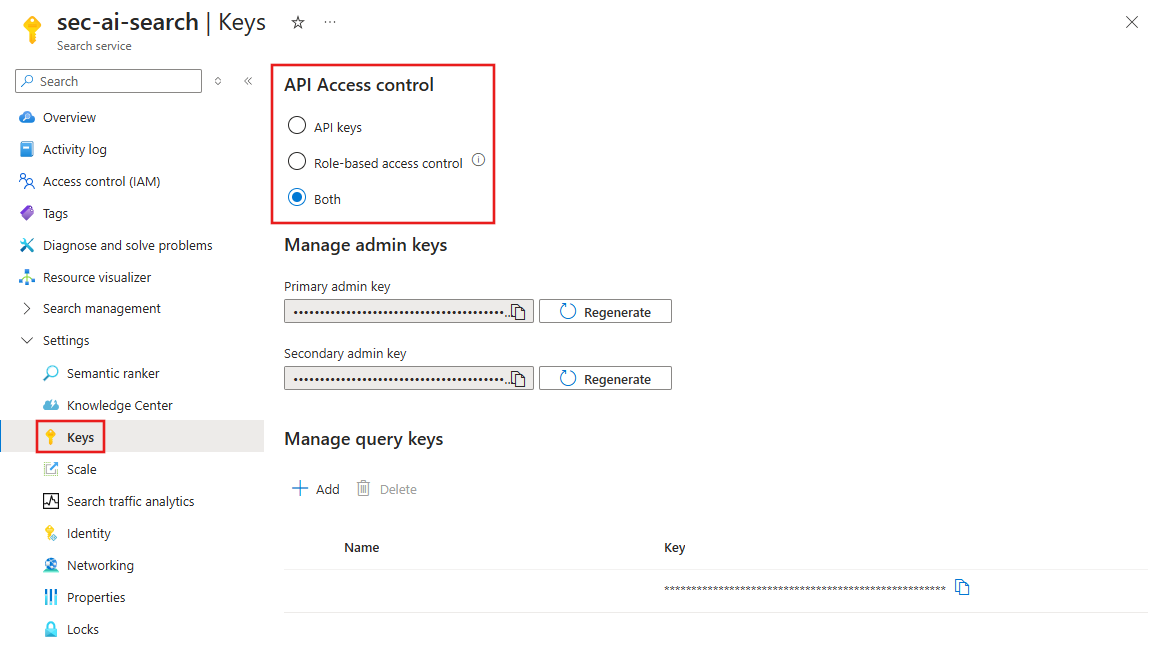 sec-ai-search | Keys
Search service
Search
Overview
Activity log
Access control (IAM)
Tags
Diagnose and solve problems
Resource visualizer
Search management
Settings
Semantic ranker
Knowledge Center
Keys
Scale
Search traffic analytics
Identity
Networking
Properties
Locks
API Access control
API keys
Role-based access control
Both
Manage admin keys
Primary admin key
Regenerate
Secondary admin key
Regenerate
Manage query keys
Add Delete
Name Key
****************************************************